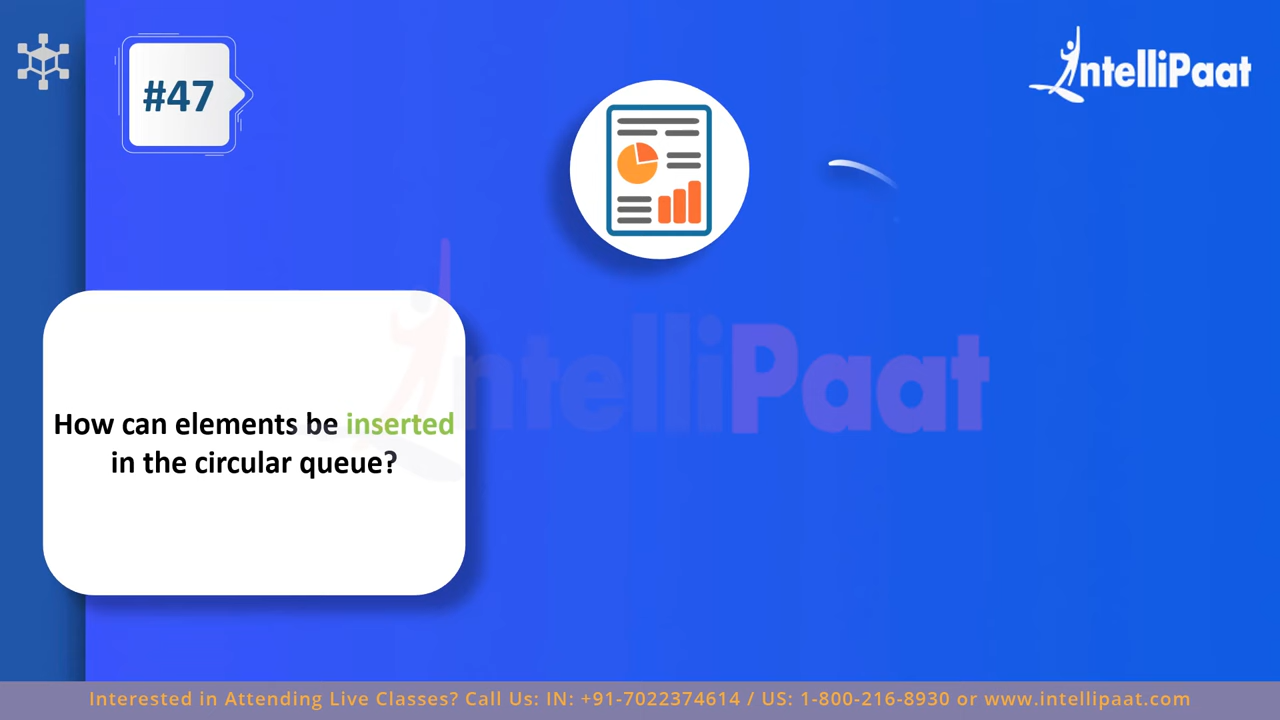 #47
IntelliPaat
How can elements be inserted
in the circular queue?
IntelliPaat
Interested in Attending Live Classes? Call Us: IN: +91-7022374614 / US: 1-800-216-8930 or www.intellipaat.com